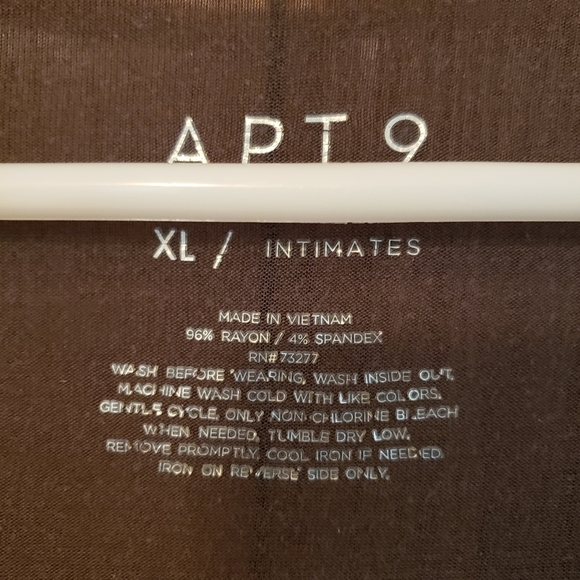 APT 9
XL / INTIMATES
MADE IN VIETNAM
96% RAYON / 4% SPANDEX
RN# 73277
WASH BEFORE WEARING, WASH INSIDE OUT,
MACHINE WASH COLD WITH LIKE COLORS.
GENTLE CYCLE, ONLY NON-CHLORINE BLEACH
WHEN NEEDED, TUMBLE DRY LOW,
REMOVE PROMPTLY, COOL IRON IF NEEDED.
IRON ON REVERSE SIDE ONLY.